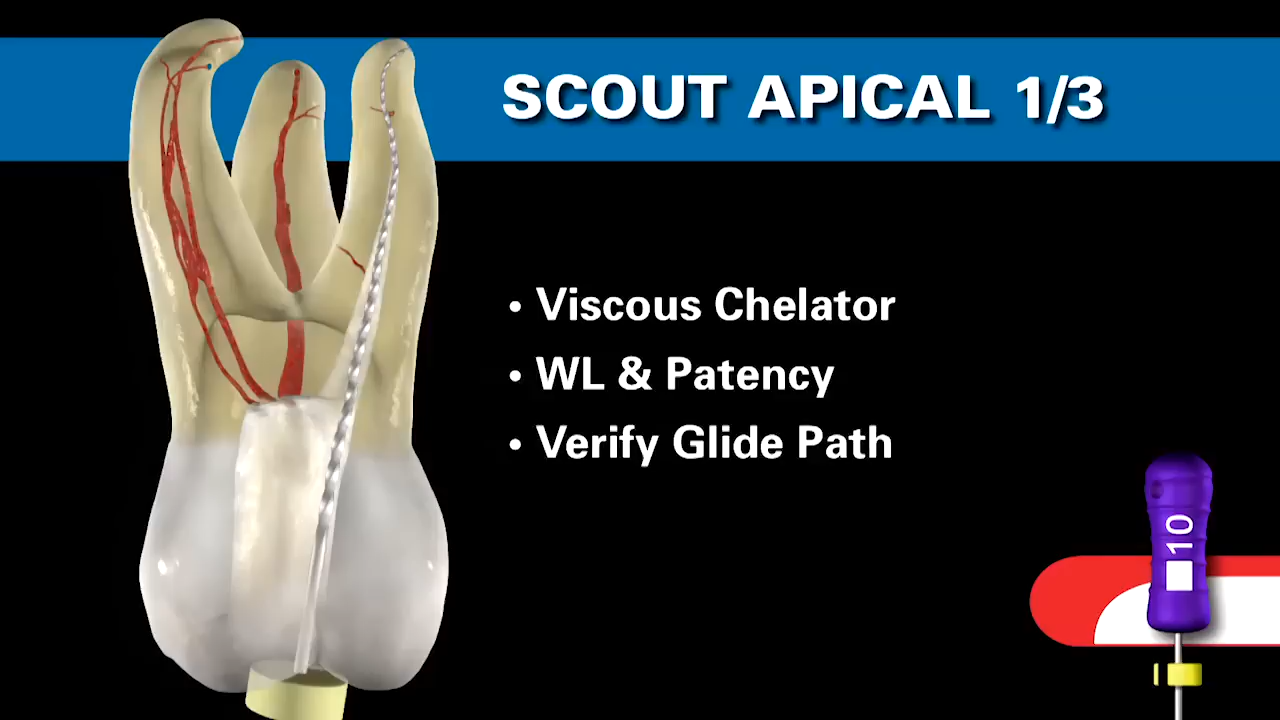 SCOUT APICAL 1/3
• Viscous Chelator
• WL & Patency
• Verify Glide Path
10